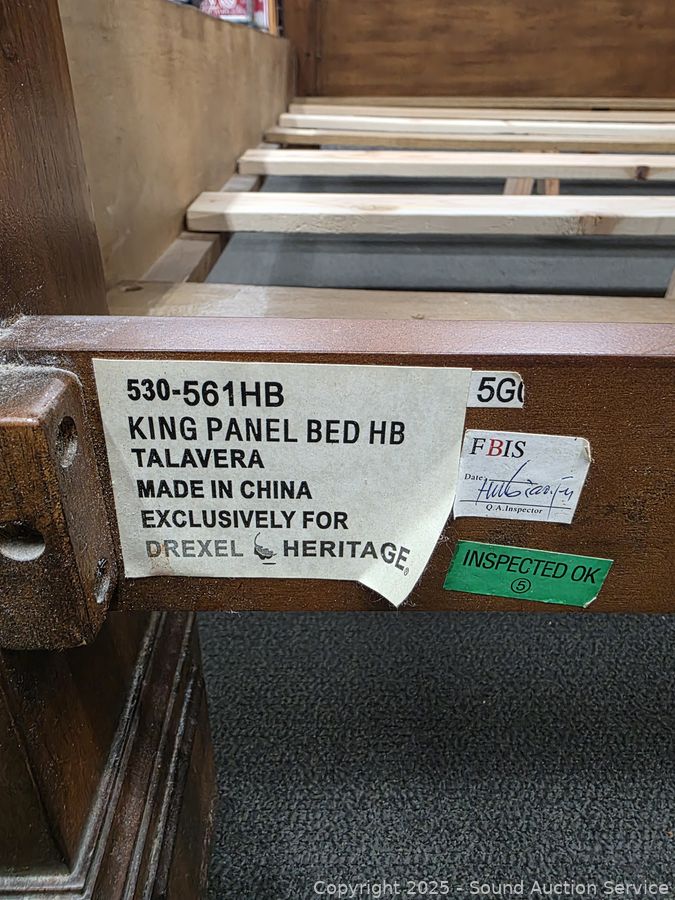 530-561HB
KING PANEL BED HB
TALAVERA
MADE IN CHINA
EXCLUSIVELY FOR
DREXEL HERITAGE®
5G
FBIS
Date:
Q.A.Inspector
INSPECTED OK
5
Copyright 2025 - Sound Auction Service